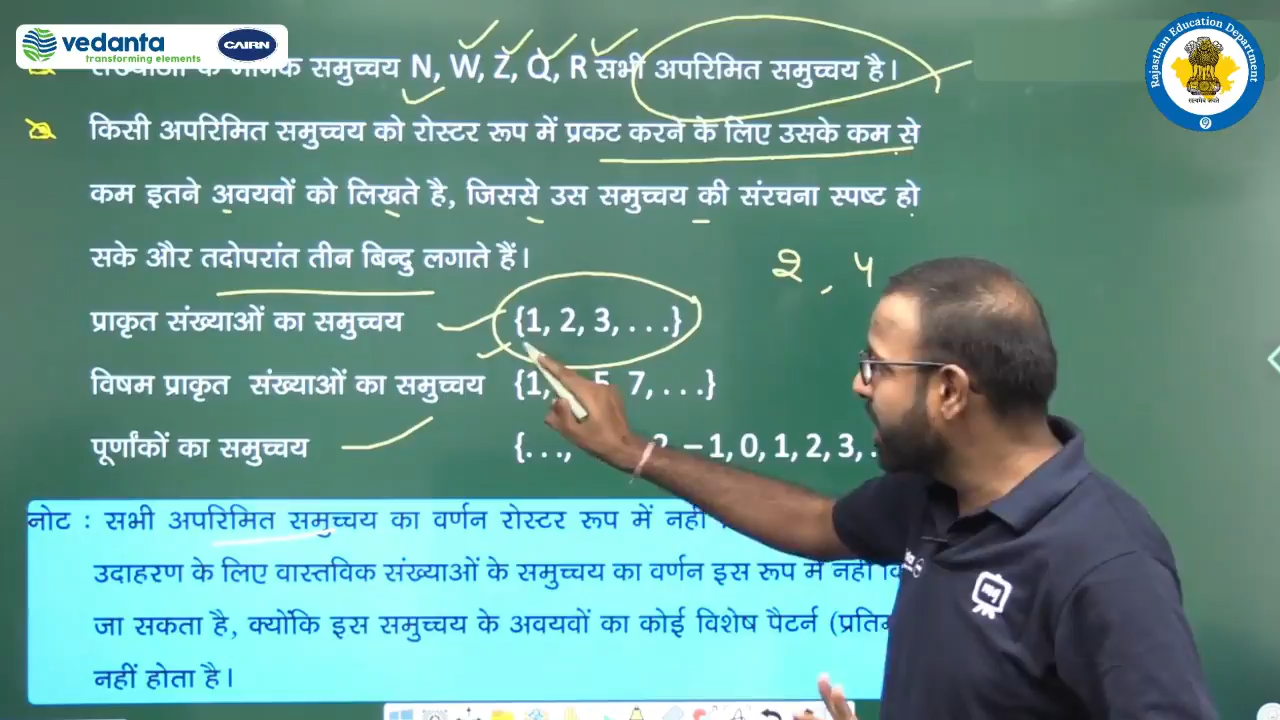 vedanta
transforming elements
CAIRN
Rajasthan Education Department
सत्यमेव जयते
समुच्चय N, W, Z, Q, R सभी अपरिमित समुच्चय है।
किसी अपरिमित समुच्चय को रोस्टर रूप में प्रकट करने के लिए उसके कम से
कम इतने अवयवों को लिखते है, जिससे उस समुच्चय की संरचना स्पष्ट हो
सके और तदोपरांत तीन बिन्दु लगाते हैं।
2, 4
प्राकृत संख्याओं का समुच्चय {1, 2, 3, . . .}
विषम प्राकृत संख्याओं का समुच्चय {1, 5, 7, . . .}
पूर्णांकों का समुच्चय {. . ., – 1, 0, 1, 2, 3, .
नोट : सभी अपरिमित समुच्चय का वर्णन रोस्टर रूप में नहीं
उदाहरण के लिए वास्तविक संख्याओं के समुच्चय का वर्णन इस रूप में नहीं
जा सकता है, क्योंकि इस समुच्चय के अवयवों का कोई विशेष पैटर्न
नहीं होता है।